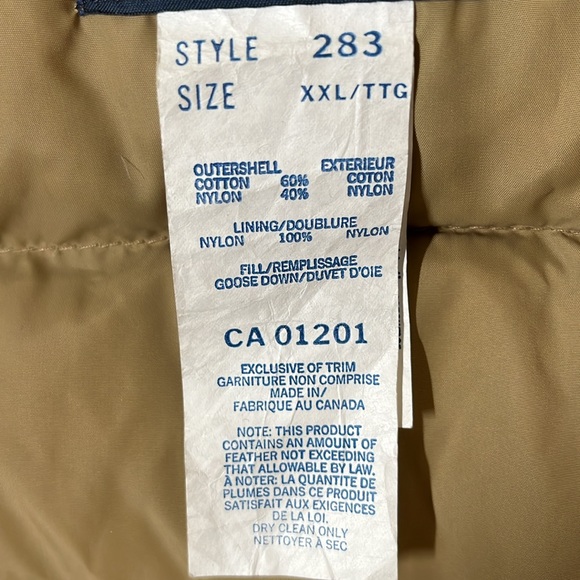 STYLE 283
SIZE XXL/TTG
OUTERSHELL EXTERIEUR
COTTON 60% COTON
NYLON 40% NYLON
LINING/DOUBLURE
NYLON 100% NYLON
FILL/REMPLISSAGE
GOOSE DOWN/DUVET D'OIE
CA 01201
EXCLUSIVE OF TRIM
GARNITURE NON COMPRISE
MADE IN/
FABRIQUE AU CANADA
NOTE: THIS PRODUCT
CONTAINS AN AMOUNT OF
FEATHER NOT EXCEEDING
THAT ALLOWABLE BY LAW.
À NOTER: LA QUANTITE DE
PLUMES DANS CE PRODUIT
SATISFAIT AUX EXIGENCES
DE LA LOI.
DRY CLEAN ONLY
NETTOYER À SEC